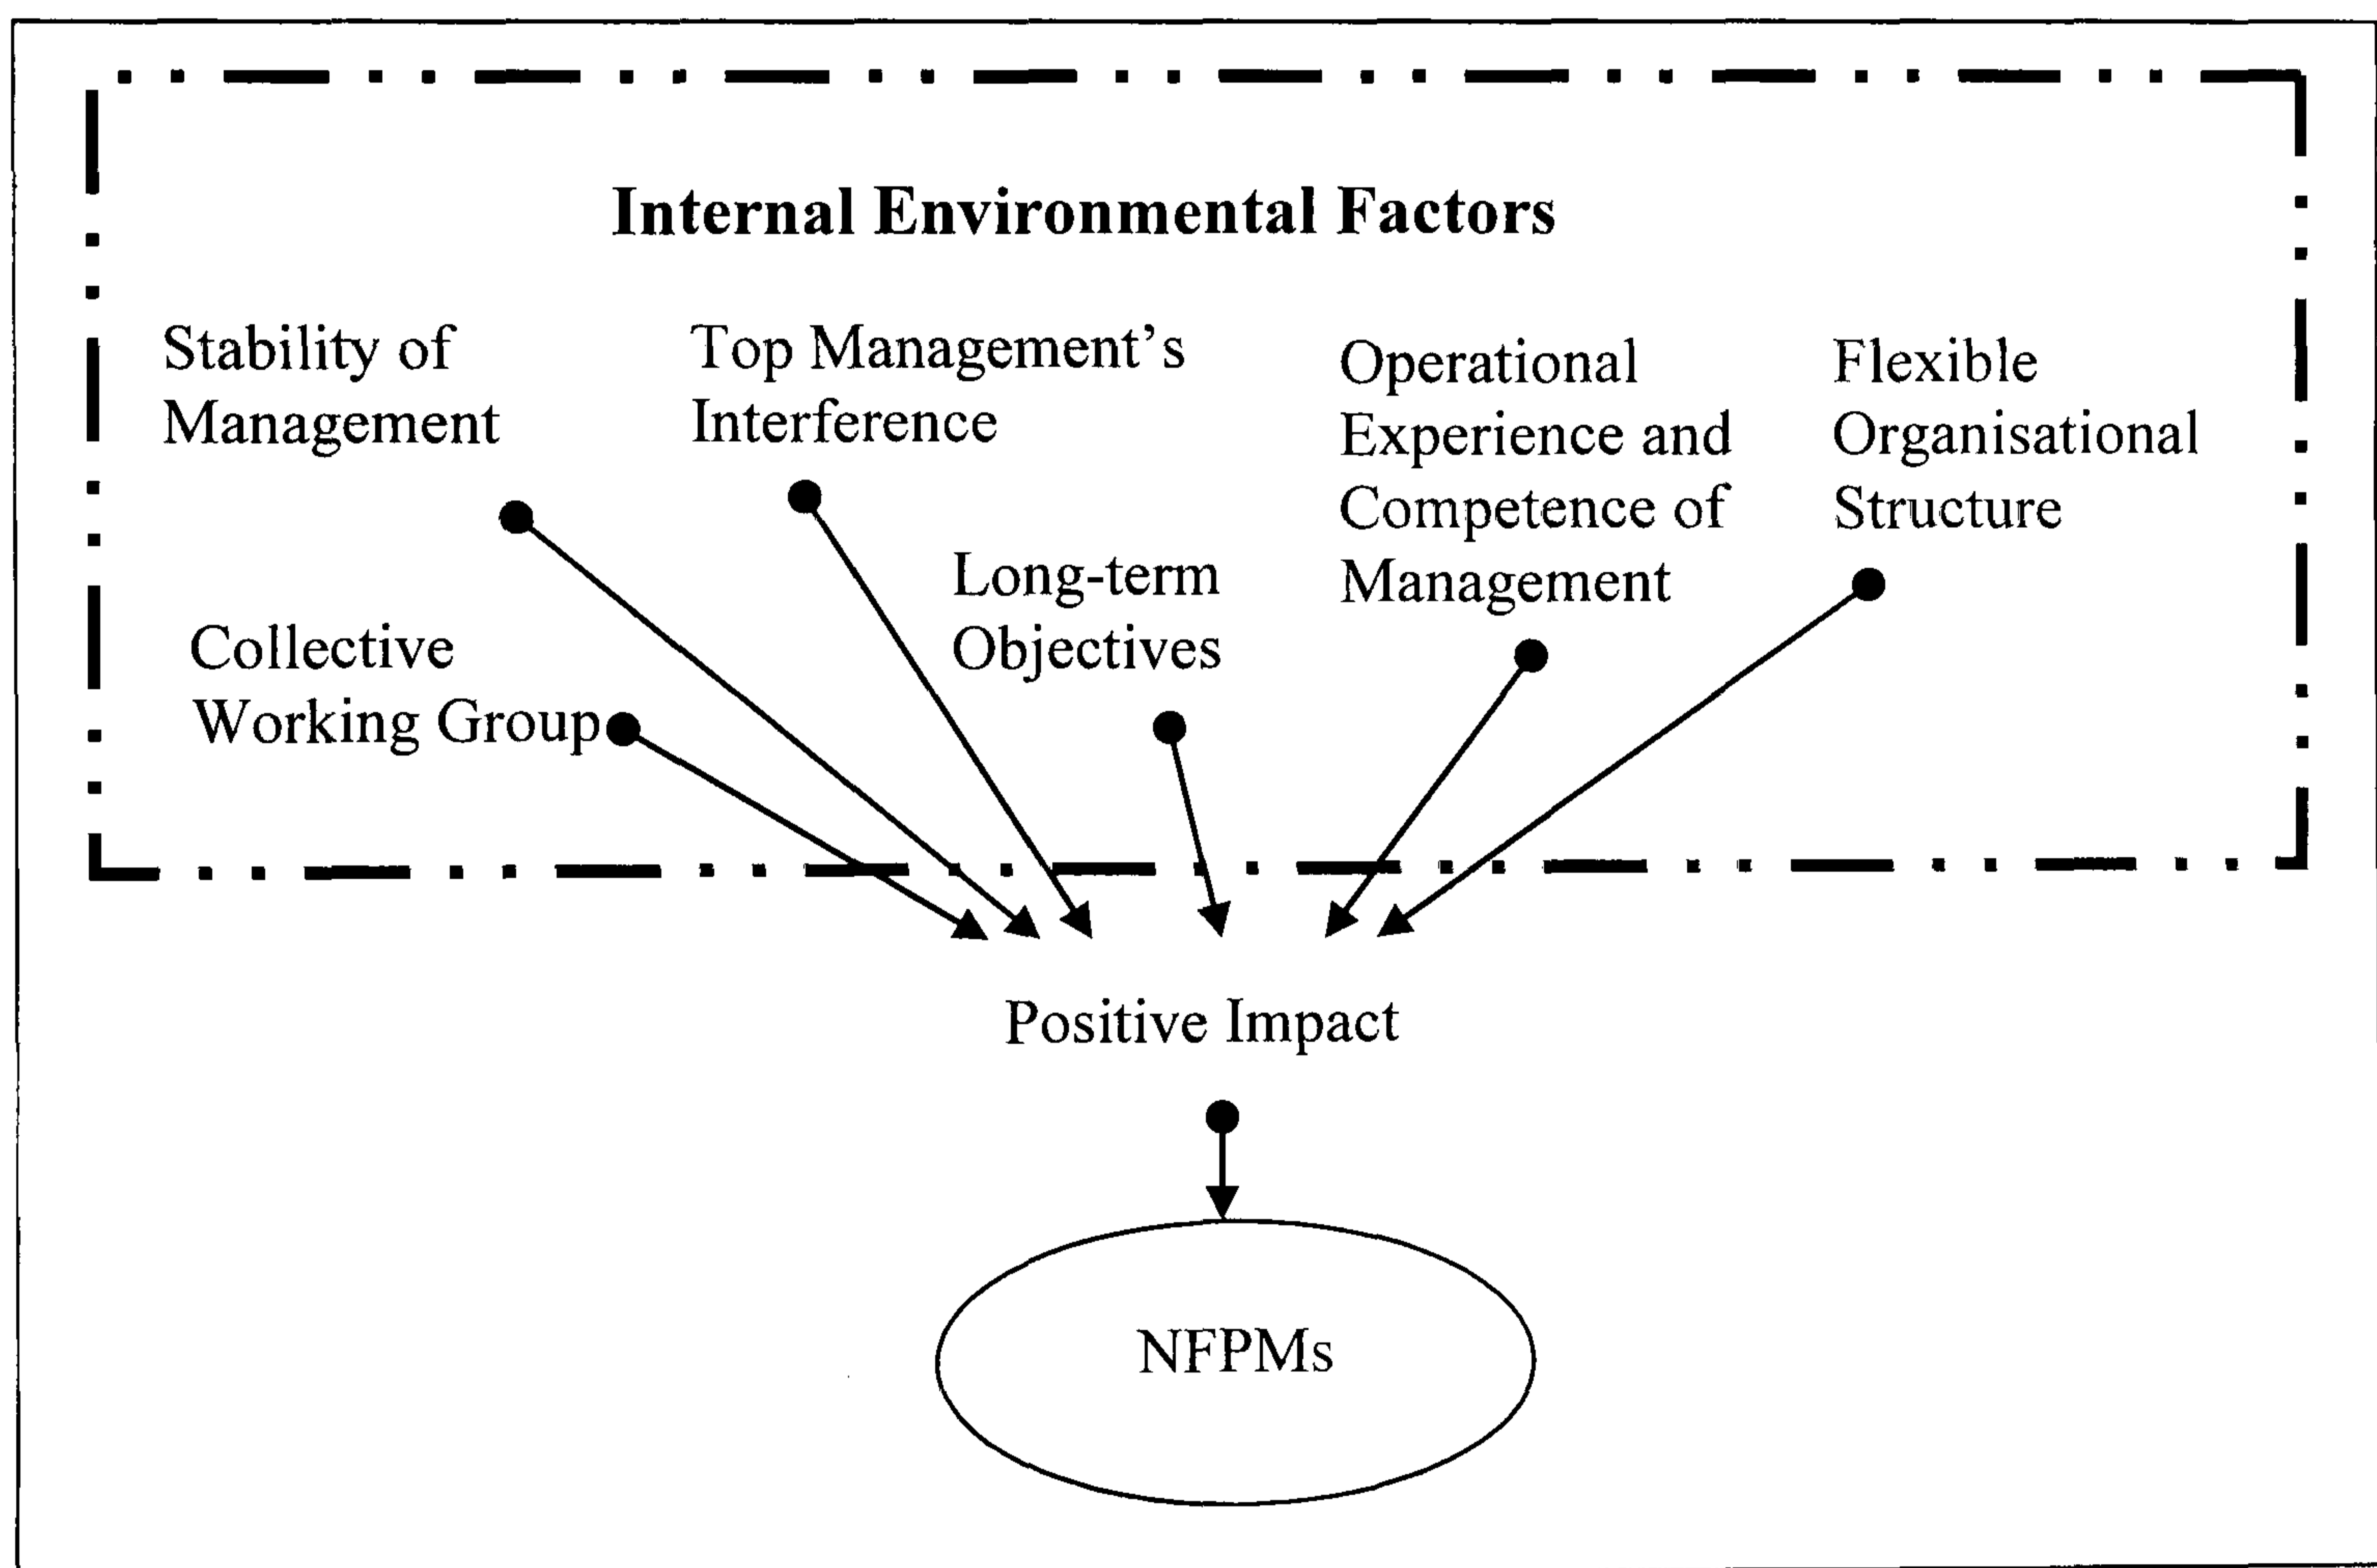 Internal Environmental Factors
Stability of
Management
Top Management's
Interference
Operational
Experience and
Competence of
Management
Flexible
Organisational
Structure
Long-term
Objectives
Collective
Working Group
Positive Impact
NFPMs